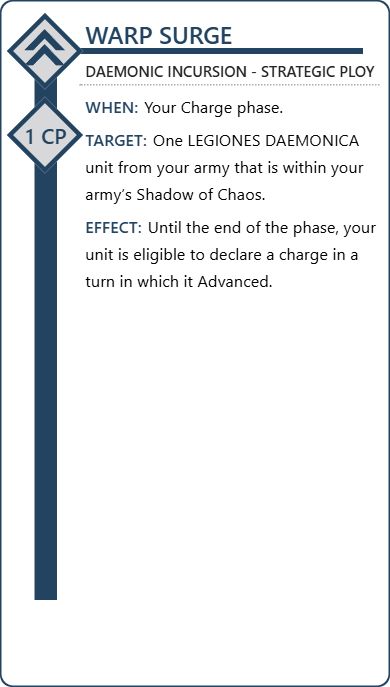 WARP SURGE
DAEMONIC INCURSION - STRATEGIC PLOY
WHEN: Your Charge phase.
1 CP
TARGET: One LEGIONES DAEMONICA
unit from your army that is within your
army’s Shadow of Chaos.
EFFECT: Until the end of the phase, your
unit is eligible to declare a charge in a
turn in which it Advanced.